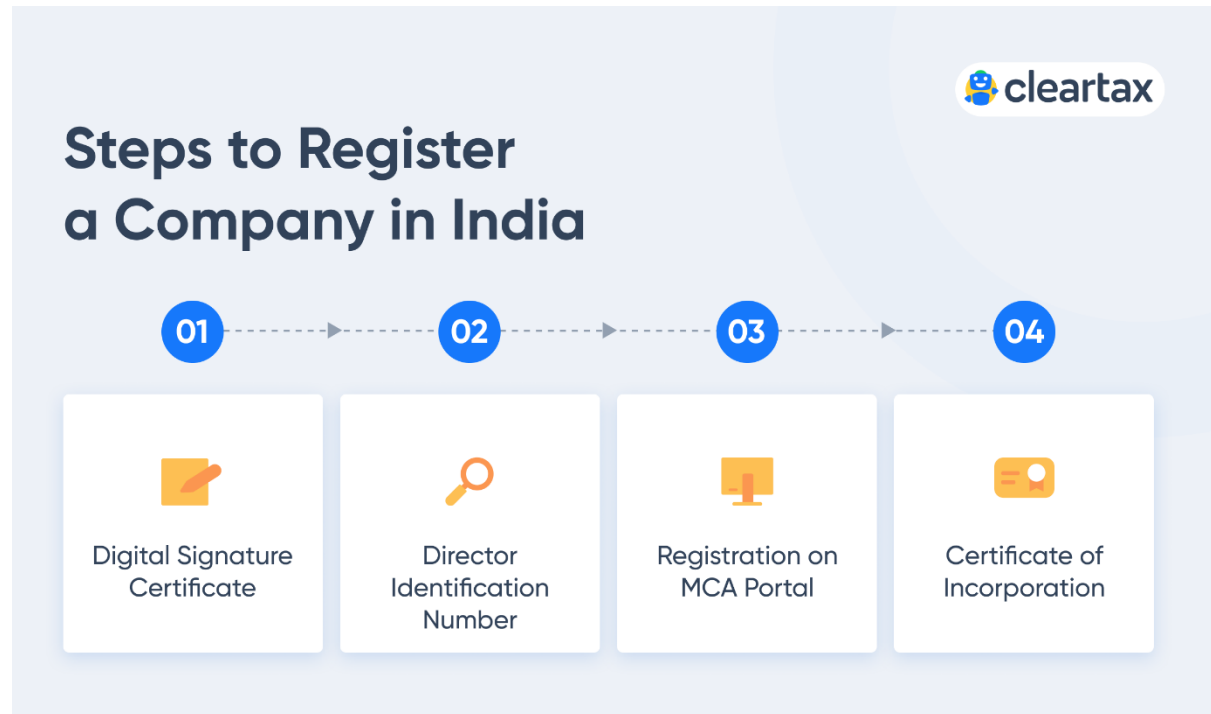 cleartax
Steps to Register
a Company in India
01
02
03
04
Digital Signature
Certificate
Director
Identification
Number
Registration on
MCA Portal
Certificate of
Incorporation